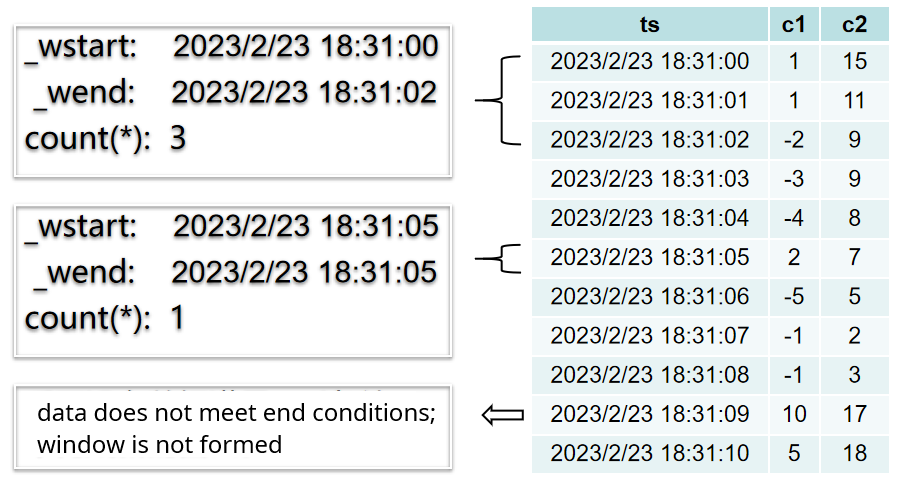 _wstart: 2023/2/23 18:31:00
_wend: 2023/2/23 18:31:02
count(*): 3
_wstart: 2023/2/23 18:31:05
_wend: 2023/2/23 18:31:05
count(*): 1
data does not meet end conditions;
window is not formed
ts c1 c2
2023/2/23 18:31:00 1 15
2023/2/23 18:31:01 1 11
2023/2/23 18:31:02 -2 9
2023/2/23 18:31:03 -3 9
2023/2/23 18:31:04 -4 8
2023/2/23 18:31:05 2 7
2023/2/23 18:31:06 -5 5
2023/2/23 18:31:07 -1 2
2023/2/23 18:31:08 -1 3
2023/2/23 18:31:09 10 17
2023/2/23 18:31:10 5 18